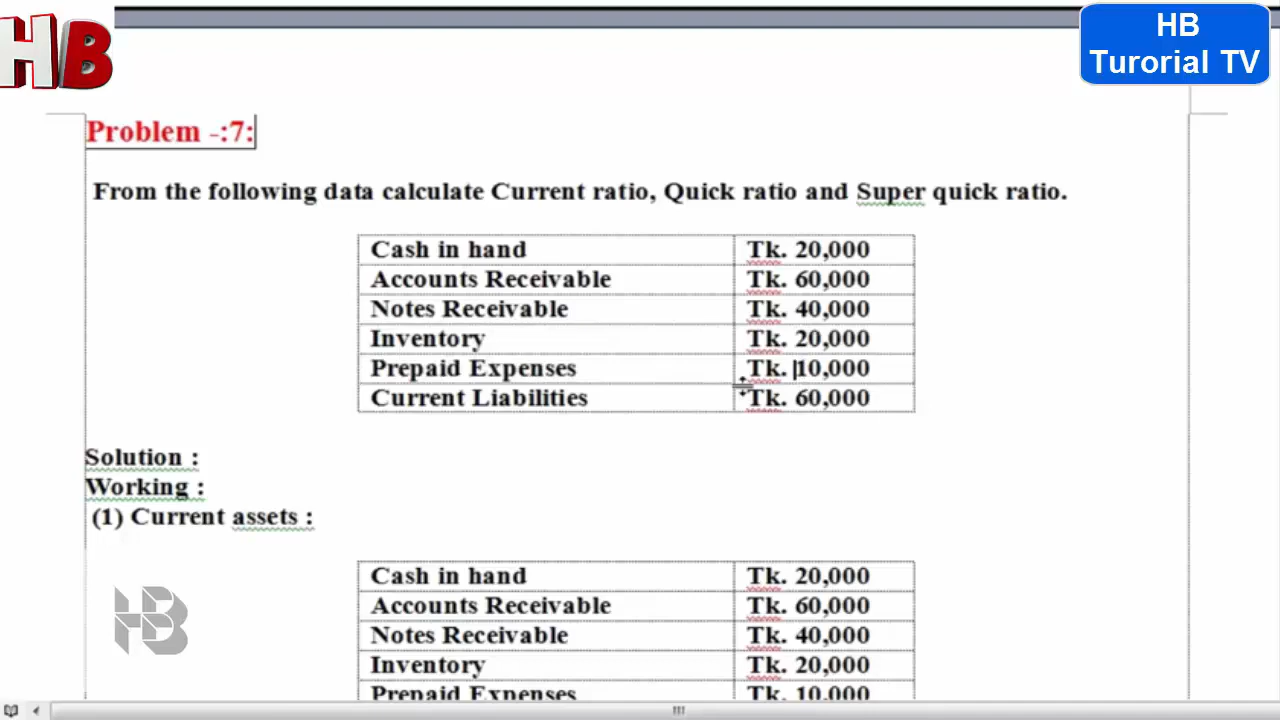 HB
HB
Turorial TV
Problem -:7:
From the following data calculate Current ratio, Quick ratio and Super quick ratio.
Cash in hand Tk. 20,000
Accounts Receivable Tk. 60,000
Notes Receivable Tk. 40,000
Inventory Tk. 20,000
Prepaid Expenses Tk. 10,000
Current Liabilities Tk. 60,000
Solution :
Working :
(1) Current assets :
Cash in hand Tk. 20,000
Accounts Receivable Tk. 60,000
Notes Receivable Tk. 40,000
HB
Inventory Tk. 20,000
Prepaid Expenses Tk. 10,000